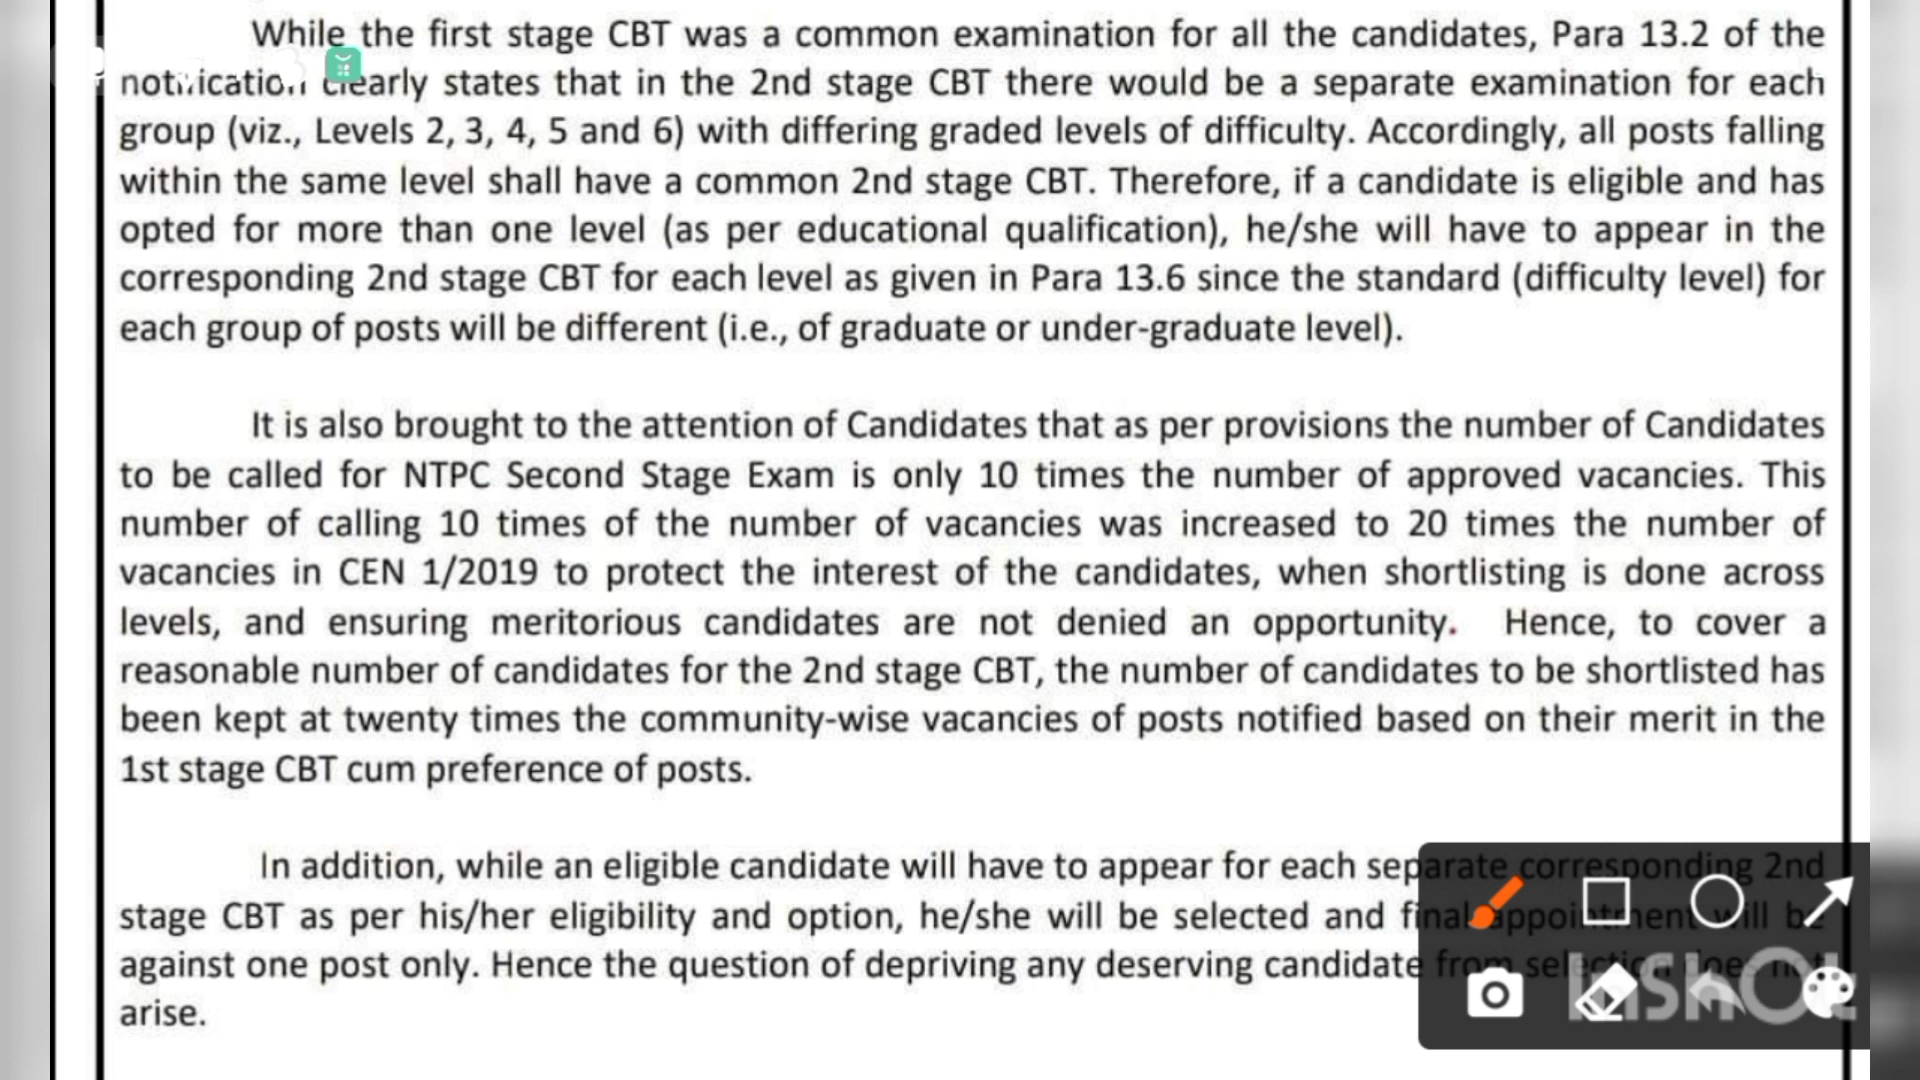 While the first stage CBT was a common examination for all the candidates, Para 13.2 of the
notification clearly states that in the 2nd stage CBT there would be a separate examination for each
group (viz., Levels 2, 3, 4, 5 and 6) with differing graded levels of difficulty. Accordingly, all posts falling
within the same level shall have a common 2nd stage CBT. Therefore, if a candidate is eligible and has
opted for more than one level (as per educational qualification), he/she will have to appear in the
corresponding 2nd stage CBT for each level as given in Para 13.6 since the standard (difficulty level) for
each group of posts will be different (i.e., of graduate or under-graduate level).
It is also brought to the attention of Candidates that as per provisions the number of Candidates
to be called for NTPC Second Stage Exam is only 10 times the number of approved vacancies. This
number of calling 10 times of the number of vacancies was increased to 20 times the number of
vacancies in CEN 1/2019 to protect the interest of the candidates, when shortlisting is done across
levels, and ensuring meritorious candidates are not denied an opportunity. Hence, to cover a
reasonable number of candidates for the 2nd stage CBT, the number of candidates to be shortlisted has
been kept at twenty times the community-wise vacancies of posts notified based on their merit in the
1st stage CBT cum preference of posts.
In addition, while an eligible candidate will have to appear for each separate corresponding 2nd
stage CBT as per his/her eligibility and option, he/she will be selected and final appointment will be
against one post only. Hence the question of depriving any deserving candidate from selection does not
arise.
InShOt